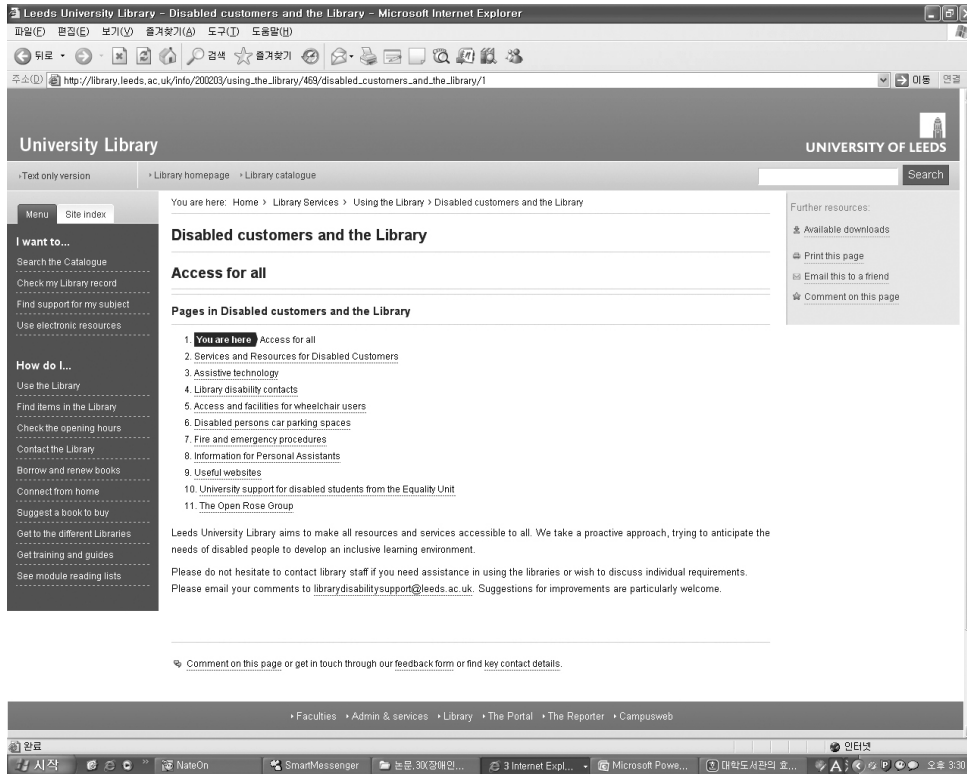 Leeds University Library - Disabled customers and the Library - Microsoft Internet Explorer
파일(F) 편집(E) 보기(V) 즐겨찾기(A) 도구(T) 도움말(H)
뒤로 검색 즐겨찾기
주소(D) http://library.leeds.ac.uk/info/200203/using_the_library/469/disabled_customers_and_the_library/1 이동 연결
University Library
UNIVERSITY OF LEEDS
Text only version Library homepage Library catalogue Search
Menu Site index
I want to...
Search the Catalogue
Check my Library record
Find support for my subject
Use electronic resources
How do I...
Use the Library
Find items in the Library
Check the opening hours
Contact the Library
Borrow and renew books
Connect from home
Suggest a book to buy
Get to the different Libraries
Get training and guides
See module reading lists
You are here: Home > Library Services > Using the Library > Disabled customers and the Library
Disabled customers and the Library
Access for all
Pages in Disabled customers and the Library
1. You are here Access for all
2. Services and Resources for Disabled Customers
3. Assistive technology
4. Library disability contacts
5. Access and facilities for wheelchair users
6. Disabled persons car parking spaces
7. Fire and emergency procedures
8. Information for Personal Assistants
9. Useful websites
10. University support for disabled students from the Equality Unit
11. The Open Rose Group
Leeds University Library aims to make all resources and services accessible to all. We take a proactive approach, trying to anticipate the
needs of disabled people to develop an inclusive learning environment.
Please do not hesitate to contact library staff if you need assistance in using the libraries or wish to discuss individual requirements.
Please email your comments to librarydisabilitysupport@leeds.ac.uk. Suggestions for improvements are particularly welcome.
Comment on this page or get in touch through our feedback form or find key contact details.
Further resources:
Available downloads
Print this page
Email this to a friend
Comment on this page
Faculties Admin & services Library The Portal The Reporter Campusweb
완료 인터넷
시작 NateOn SmartMessenger 논문,30(장애인... 3 Internet Expl... Microsoft Powe... 대학도서관의 효... 오후 3:30